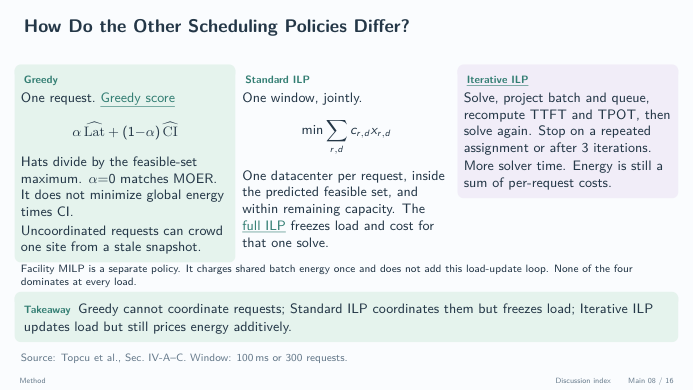 How Do the Other Scheduling Policies Differ?
Greedy
One request. Greedy score
α L̂at + (1−α) ĈI
Hats divide by the feasible-set
maximum. α=0 matches MOER.
It does not minimize global energy
times CI.
Uncoordinated requests can crowd
one site from a stale snapshot.
Standard ILP
One window, jointly.
min ∑ c_{r,d} x_{r,d}
r,d
One datacenter per request, inside
the predicted feasible set, and
within remaining capacity. The
full ILP freezes load and cost for
that one solve.
Iterative ILP
Solve, project batch and queue,
recompute TTFT and TPOT, then
solve again. Stop on a repeated
assignment or after 3 iterations.
More solver time. Energy is still a
sum of per-request costs.
Facility MILP is a separate policy. It charges shared batch energy once and does not add this load-update loop. None of the four
dominates at every load.
Takeaway Greedy cannot coordinate requests; Standard ILP coordinates them but freezes load; Iterative ILP
updates load but still prices energy additively.
Source: Topcu et al., Sec. IV-A–C. Window: 100 ms or 300 requests.
Method
Discussion index Main 08 / 16